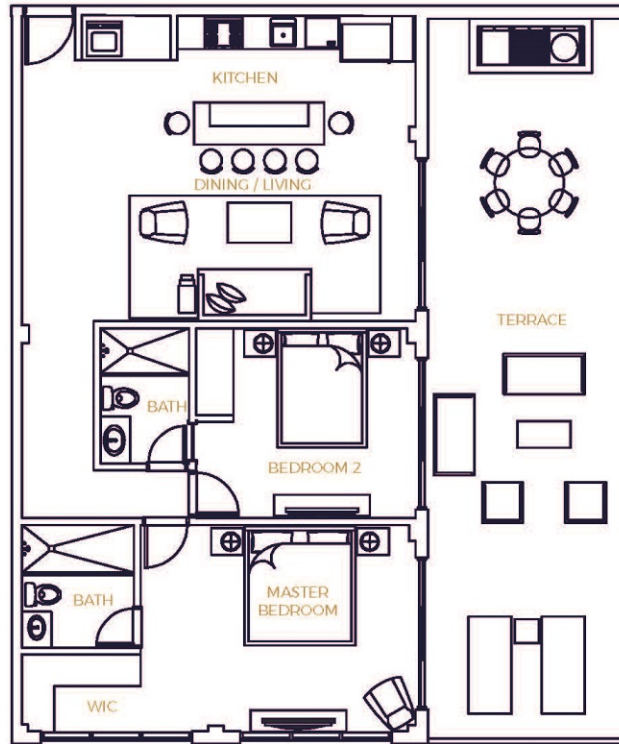 KITCHEN
DINING / LIVING
TERRACE
BATH
BEDROOM 2
BATH
MASTER
BEDROOM
WIC